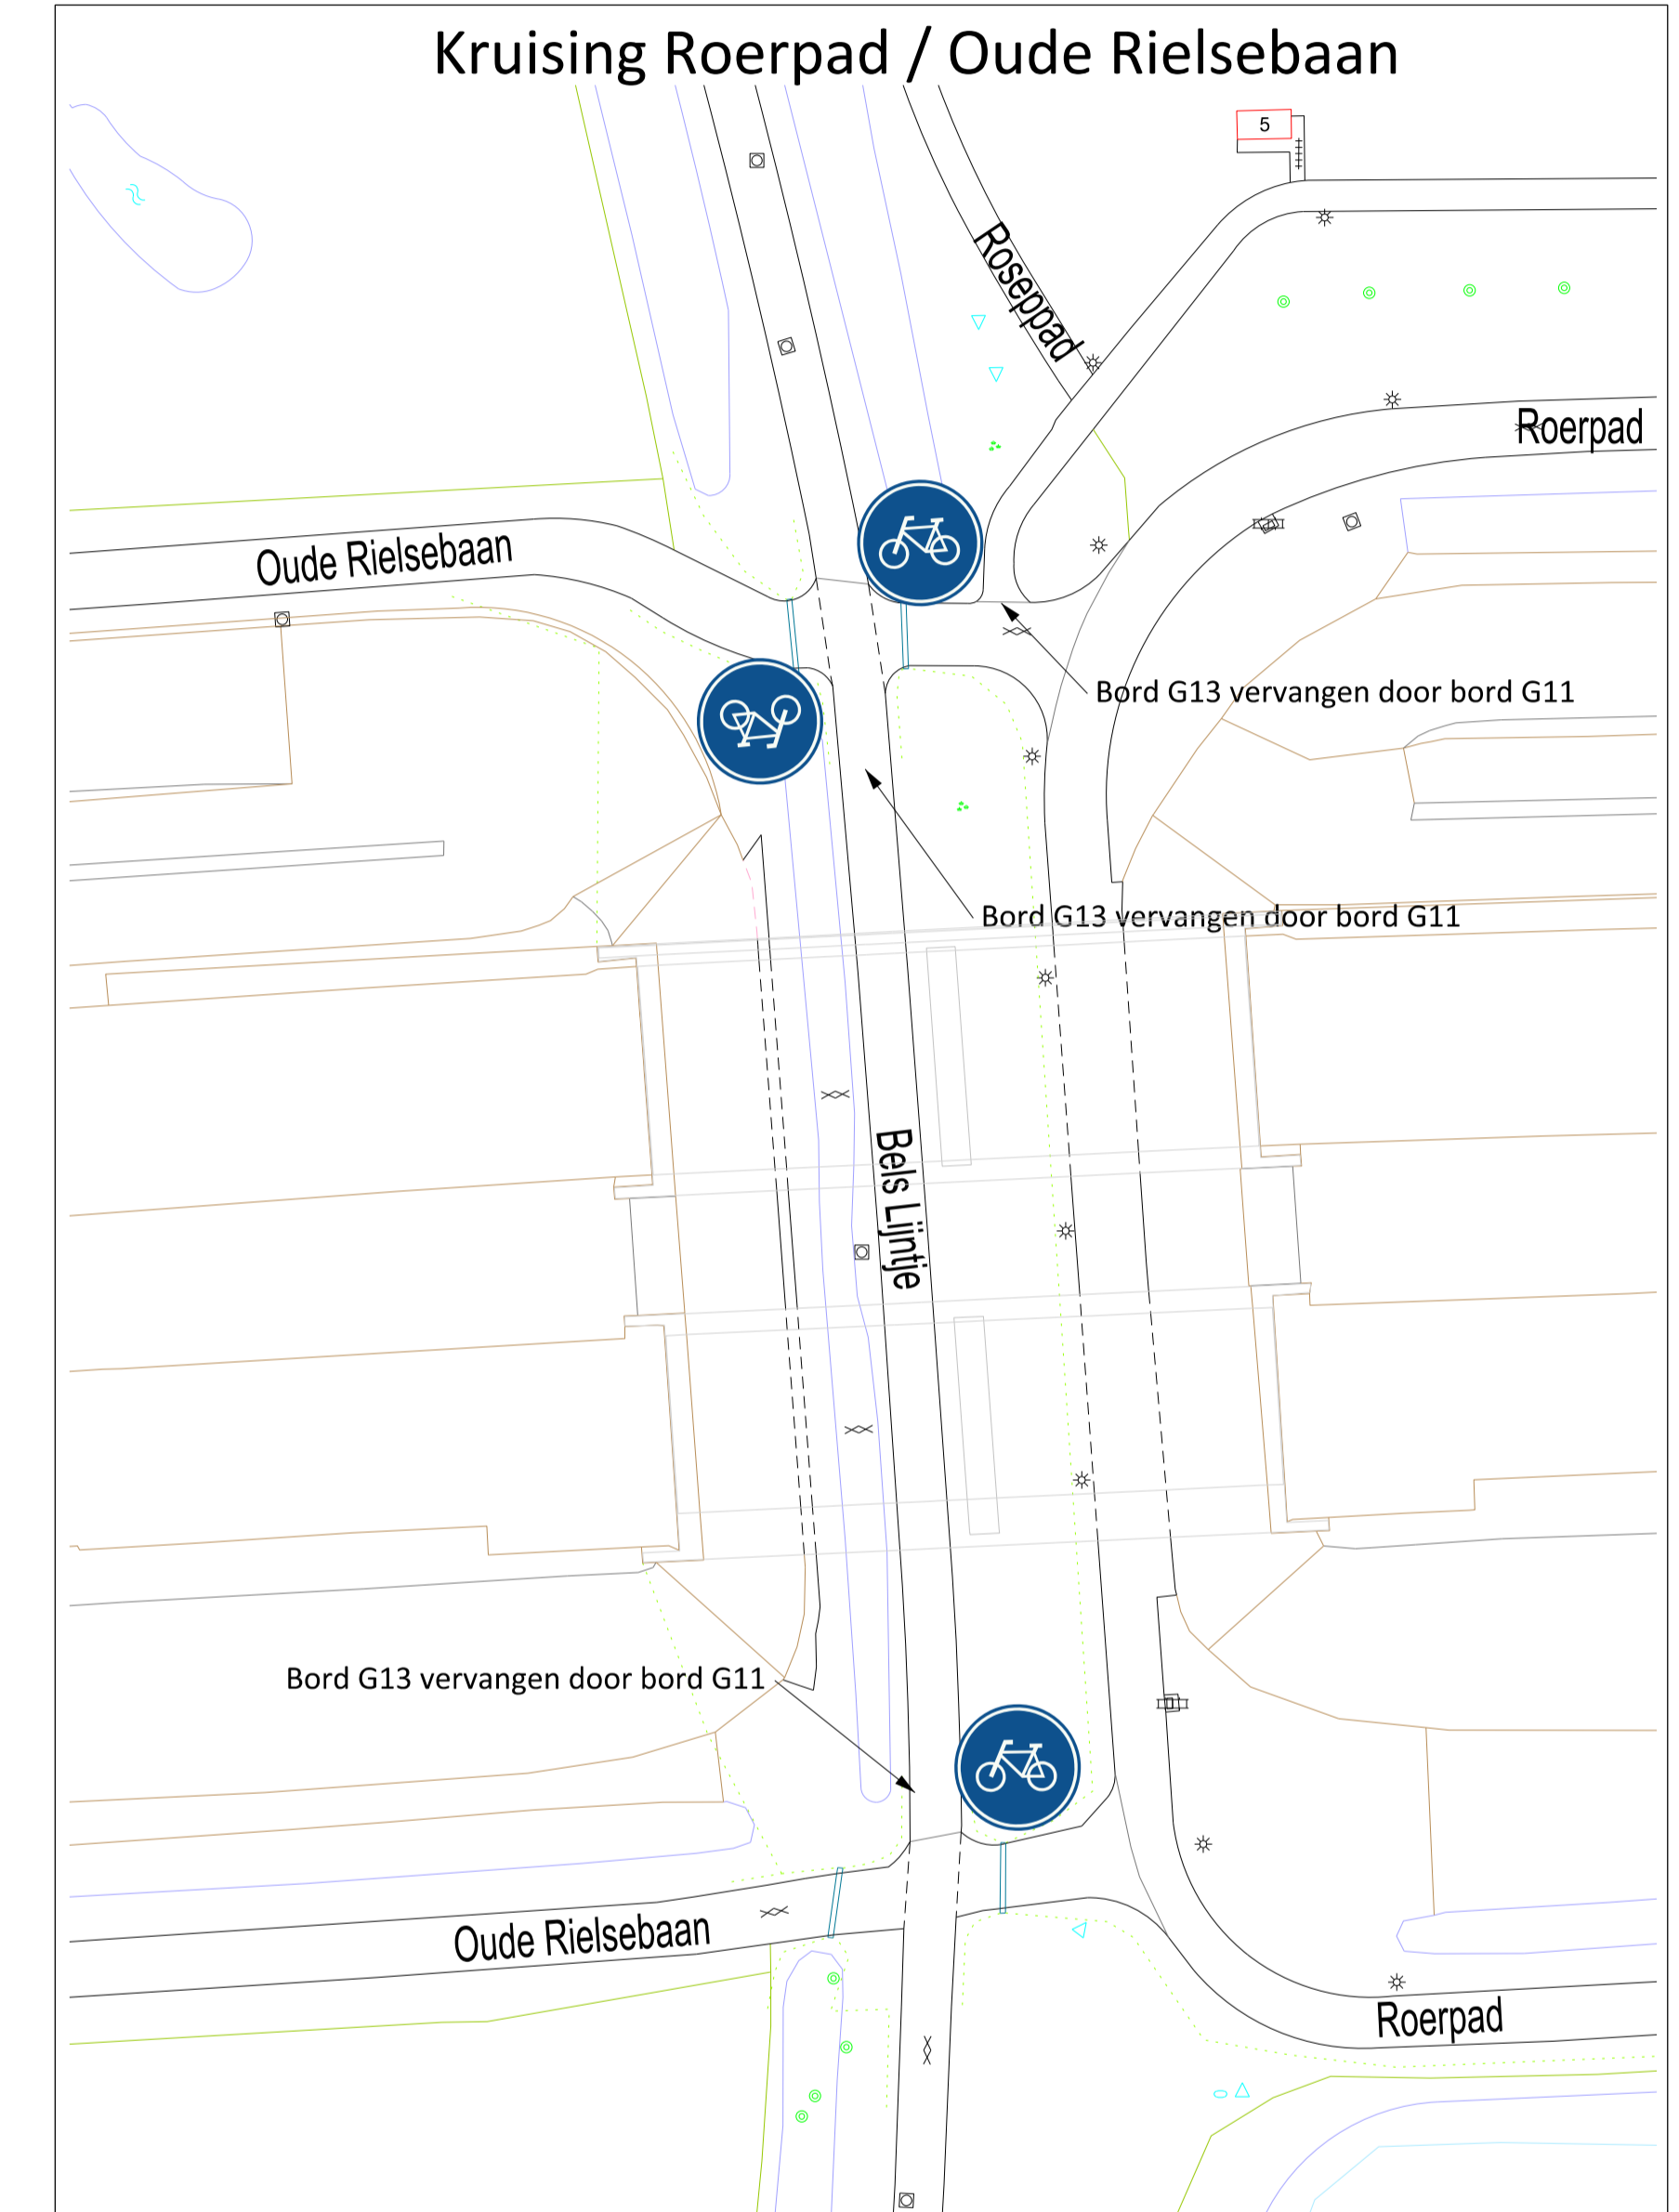 Kruising Roerpad / Oude Rielsebaan
5
Roseppad
Roerpad
Oude Rielsebaan
Bord G13 vervangen door bord G11
Bord G13 vervangen door bord G11
Bels Lijntje
Bord G13 vervangen door bord G11
Oude Rielsebaan
Roerpad